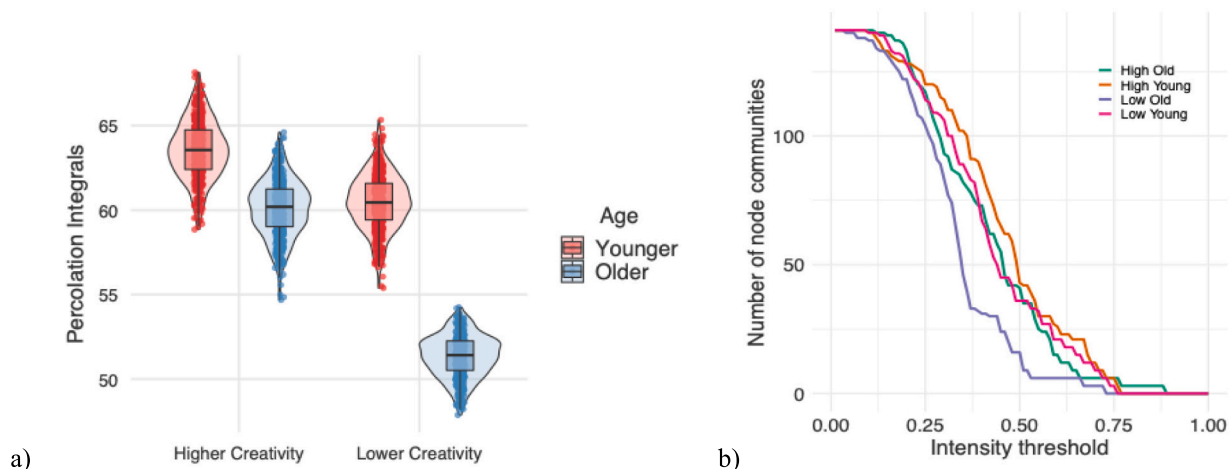 65
60
55
50
Percolation Integrals
Higher Creativity
Lower Creativity
Age
Younger
Older
a)
100
50
0
Number of node communities
0.00
0.25
0.50
0.75
1.00
Intensity threshold
High Old
High Young
Low Old
Low Young
b)